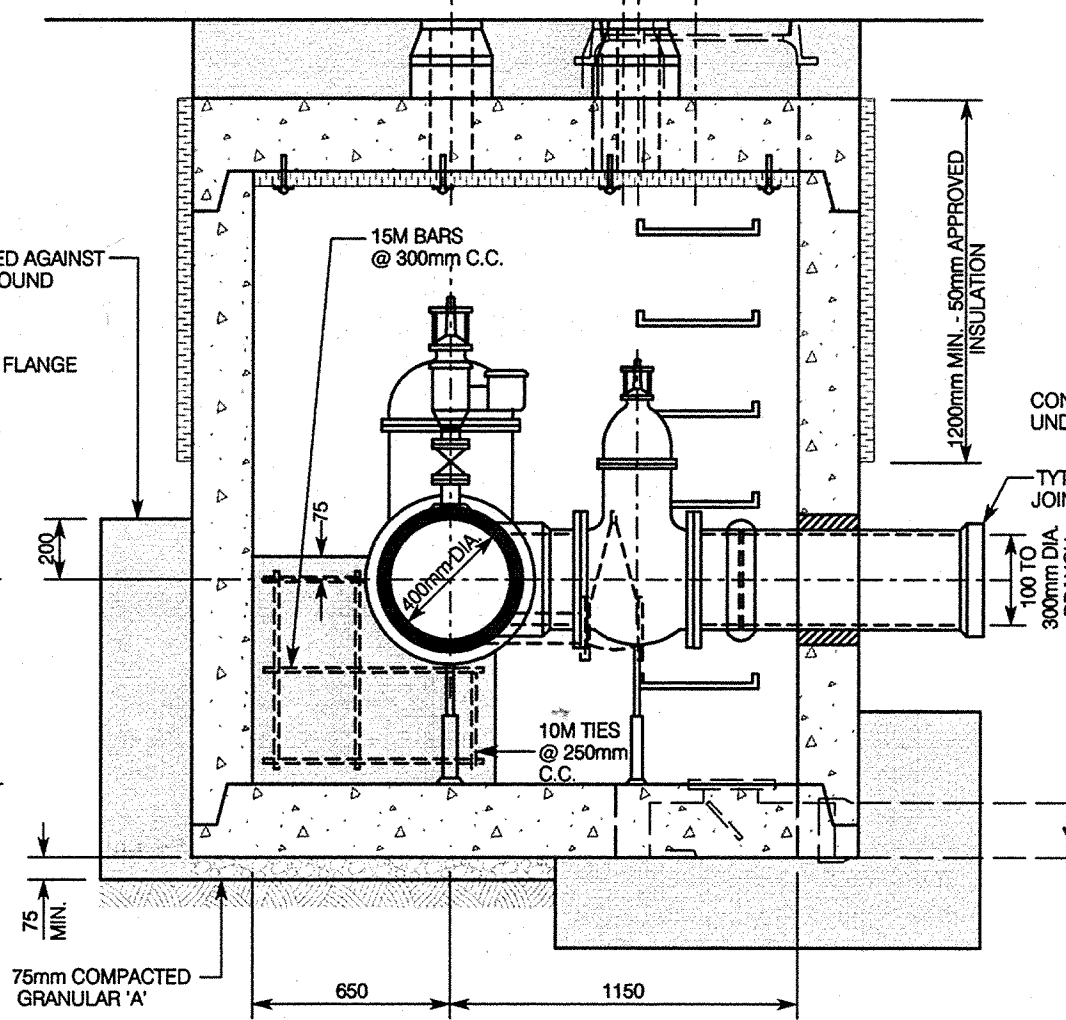 15M BARS
@ 300mm C.C.
ED AGAINST
OUND
FLANGE
1200mm MIN. - 50mm APPROVED
INSULATION
CON
UND
TYP
JOIN
200
75
400mm DIA.
100 TO
300mm DIA.
10M TIES
@ 250mm
C.C.
75
MIN.
75mm COMPACTED
GRANULAR 'A'
650
1150